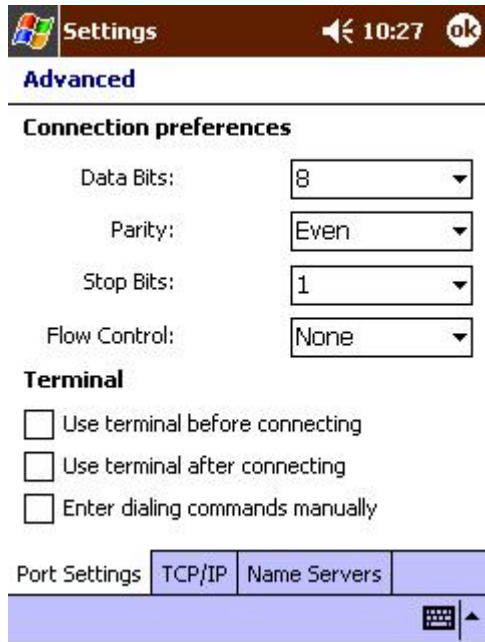 Settings 10:27 ok
Advanced
Connection preferences
Data Bits: 8
Parity: Even
Stop Bits: 1
Flow Control: None
Terminal
Use terminal before connecting
Use terminal after connecting
Enter dialing commands manually
Port Settings TCP/IP Name Servers